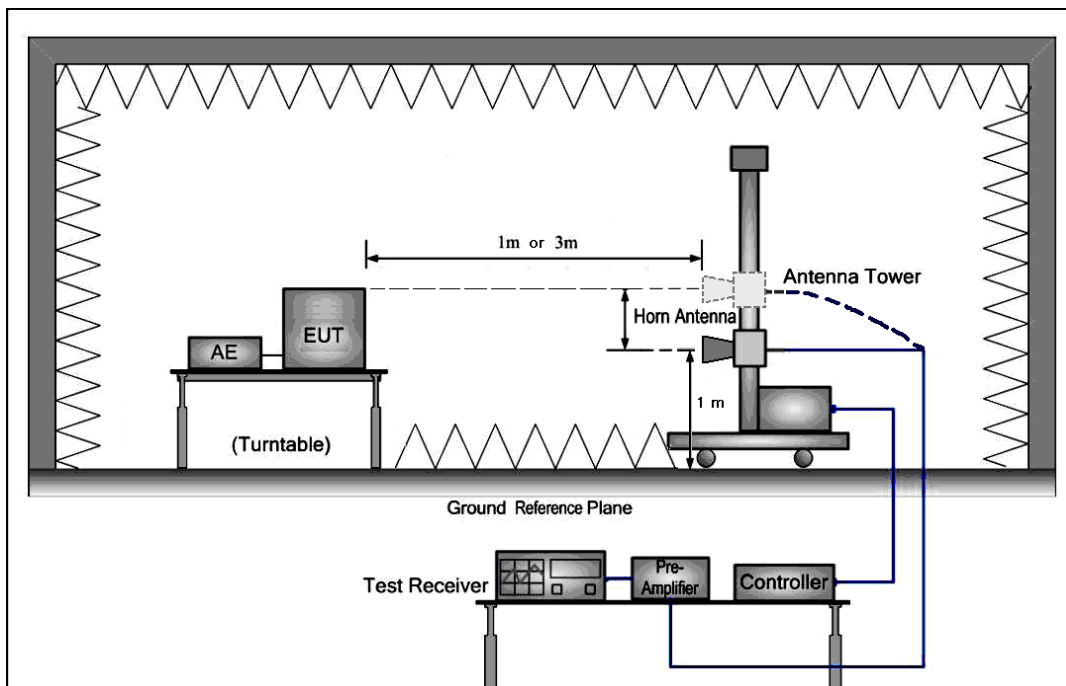 1m or 3m
Antenna Tower
Horn Antenna
EUT
AE
1 m
(Turntable)
Ground Reference Plane
Test Receiver
Pre-
Amplifier
Controller